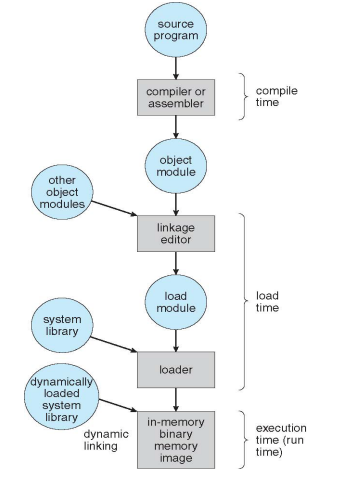 source
program
compiler or
assembler
compile
time
object
module
other
object
modules
linkage
editor
load
module
load
time
system
library
loader
dynamically
loaded
system
library
dynamic
linking
in-memory
binary
memory
image
execution
time (run
time)